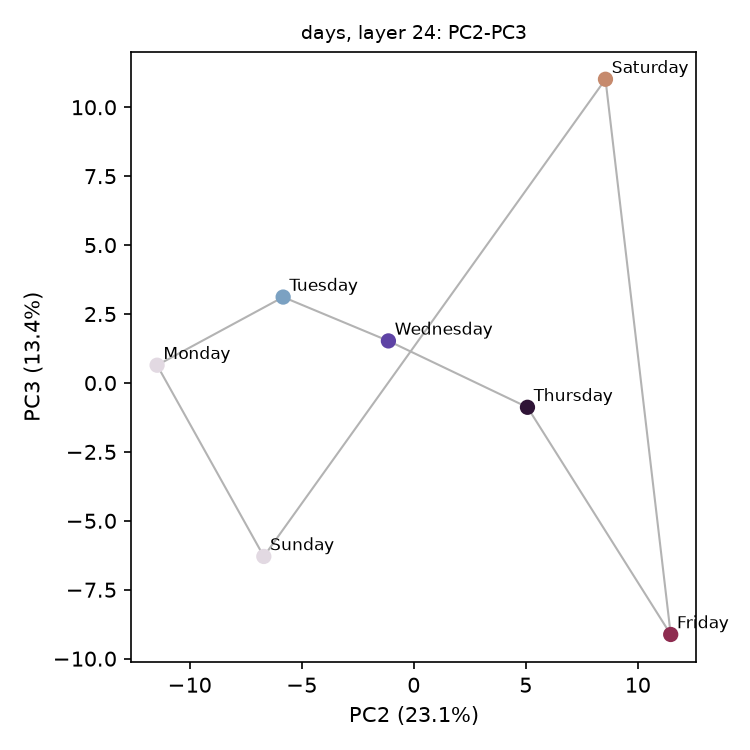 days, layer 24: PC2-PC3
Saturday
10.0
7.5
5.0
Tuesday
2.5
Wednesday
Monday
0.0
Thursday
−2.5
−5.0
Sunday
−7.5
Friday
−10.0
−10
−5
0
5
10
PC2 (23.1%)
PC3 (13.4%)